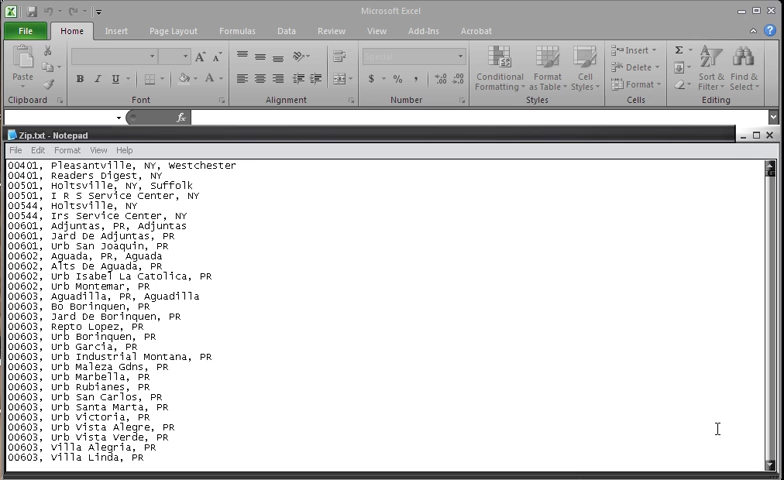 Microsoft Excel
File Home Insert Page Layout Formulas Data Review View Add-Ins Acrobat
Paste
B I U A A A
$ % ,
Special
Conditional Formatting
Format as Table
Cell Styles
Insert
Delete
Format
Σ
Sort & Filter
Find & Select
Clipboard Font Alignment Number Styles Cells Editing
fx
Zip.txt - Notepad
File Edit Format View Help
00401, Pleasantville, NY, Westchester
00401, Readers Digest, NY
00501, Holtsville, NY, Suffolk
00501, I R S Service Center, NY
00544, Holtsville, NY
00544, Irs Service Center, NY
00601, Adjuntas, PR, Adjuntas
00601, Jard De Adjuntas, PR
00601, Urb San Joaquin, PR
00602, Aguada, PR, Aguada
00602, Alts De Aguada, PR
00602, Urb Isabel La Catolica, PR
00602, Urb Montemar, PR
00603, Aguadilla, PR, Aguadilla
00603, Bo Borinquen, PR
00603, Jard De Borinquen, PR
00603, Repto Lopez, PR
00603, Urb Borinquen, PR
00603, Urb Garcia, PR
00603, Urb Industrial Montana, PR
00603, Urb Maleza Gdns, PR
00603, Urb Marbella, PR
00603, Urb Rubianes, PR
00603, Urb San Carlos, PR
00603, Urb Santa Marta, PR
00603, Urb Victoria, PR
00603, Urb Vista Alegre, PR
00603, Urb Vista Verde, PR
00603, Villa Alegria, PR
00603, Villa Linda, PR